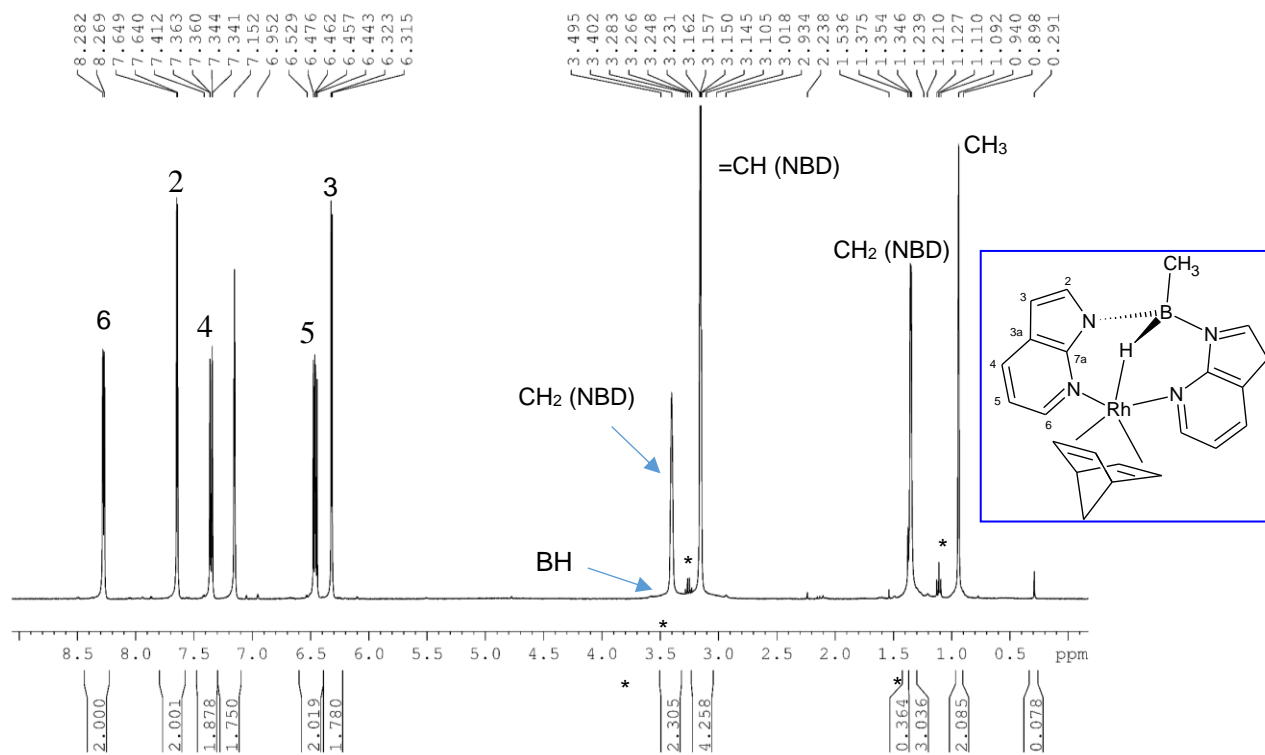 8.282 8.269 7.649 7.640 7.412 7.363 7.360 7.344 7.341 7.152 6.952 6.529 6.476 6.462 6.457 6.443 6.323 6.315
3.495 3.402 3.283 3.266 3.248 3.231 3.162 3.157 3.150 3.145 3.105 3.018 2.934 2.238 1.536 1.375 1.354 1.346 1.239 1.210 1.127 1.110 1.092 0.940 0.898 0.291
CH3
=CH (NBD)
2 3
CH2 (NBD)
6 4 5
CH2 (NBD)
BH
* *
CH3
2
3
N B
3a N
H
4 7a
N N
5 Rh
6
*
8.5 8.0 7.5 7.0 6.5 6.0 5.5 5.0 4.5 4.0 3.5 3.0 2.5 2.0 1.5 1.0 0.5 ppm
* *
2.000 2.001 1.878 1.750 2.019 1.780 2.305 4.258 0.364 3.036 2.085 0.078